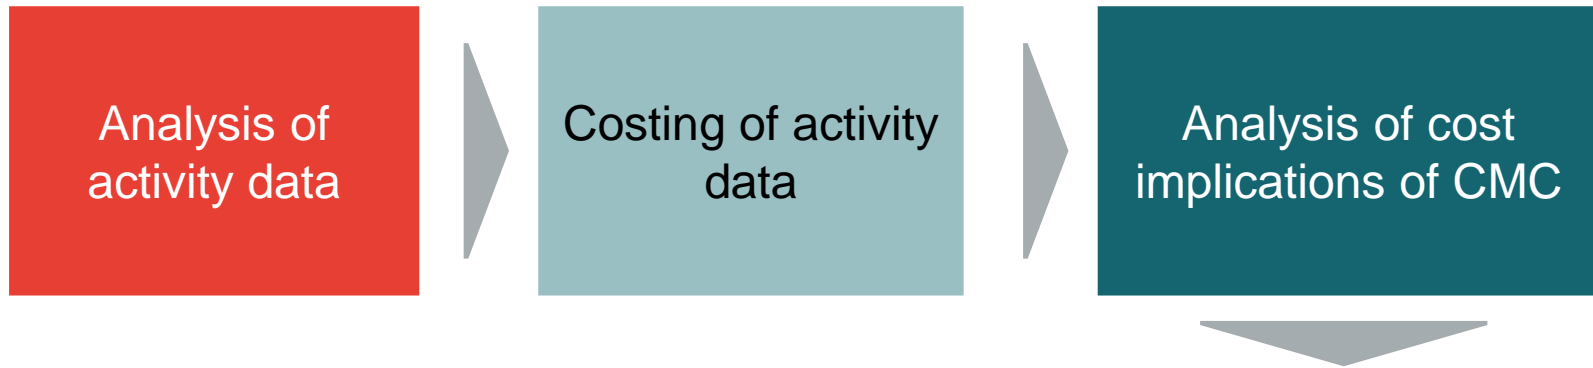 Analysis of
activity data
Costing of activity
data
Analysis of cost
implications of CMC